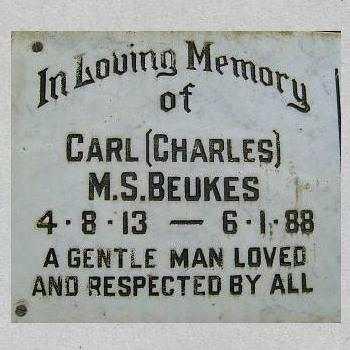 In Loving Memory
of
CARL (CHARLES)
M.S. BEUKES
4·8·13 — 6·1·88
A GENTLE MAN LOVED
AND RESPECTED BY ALL